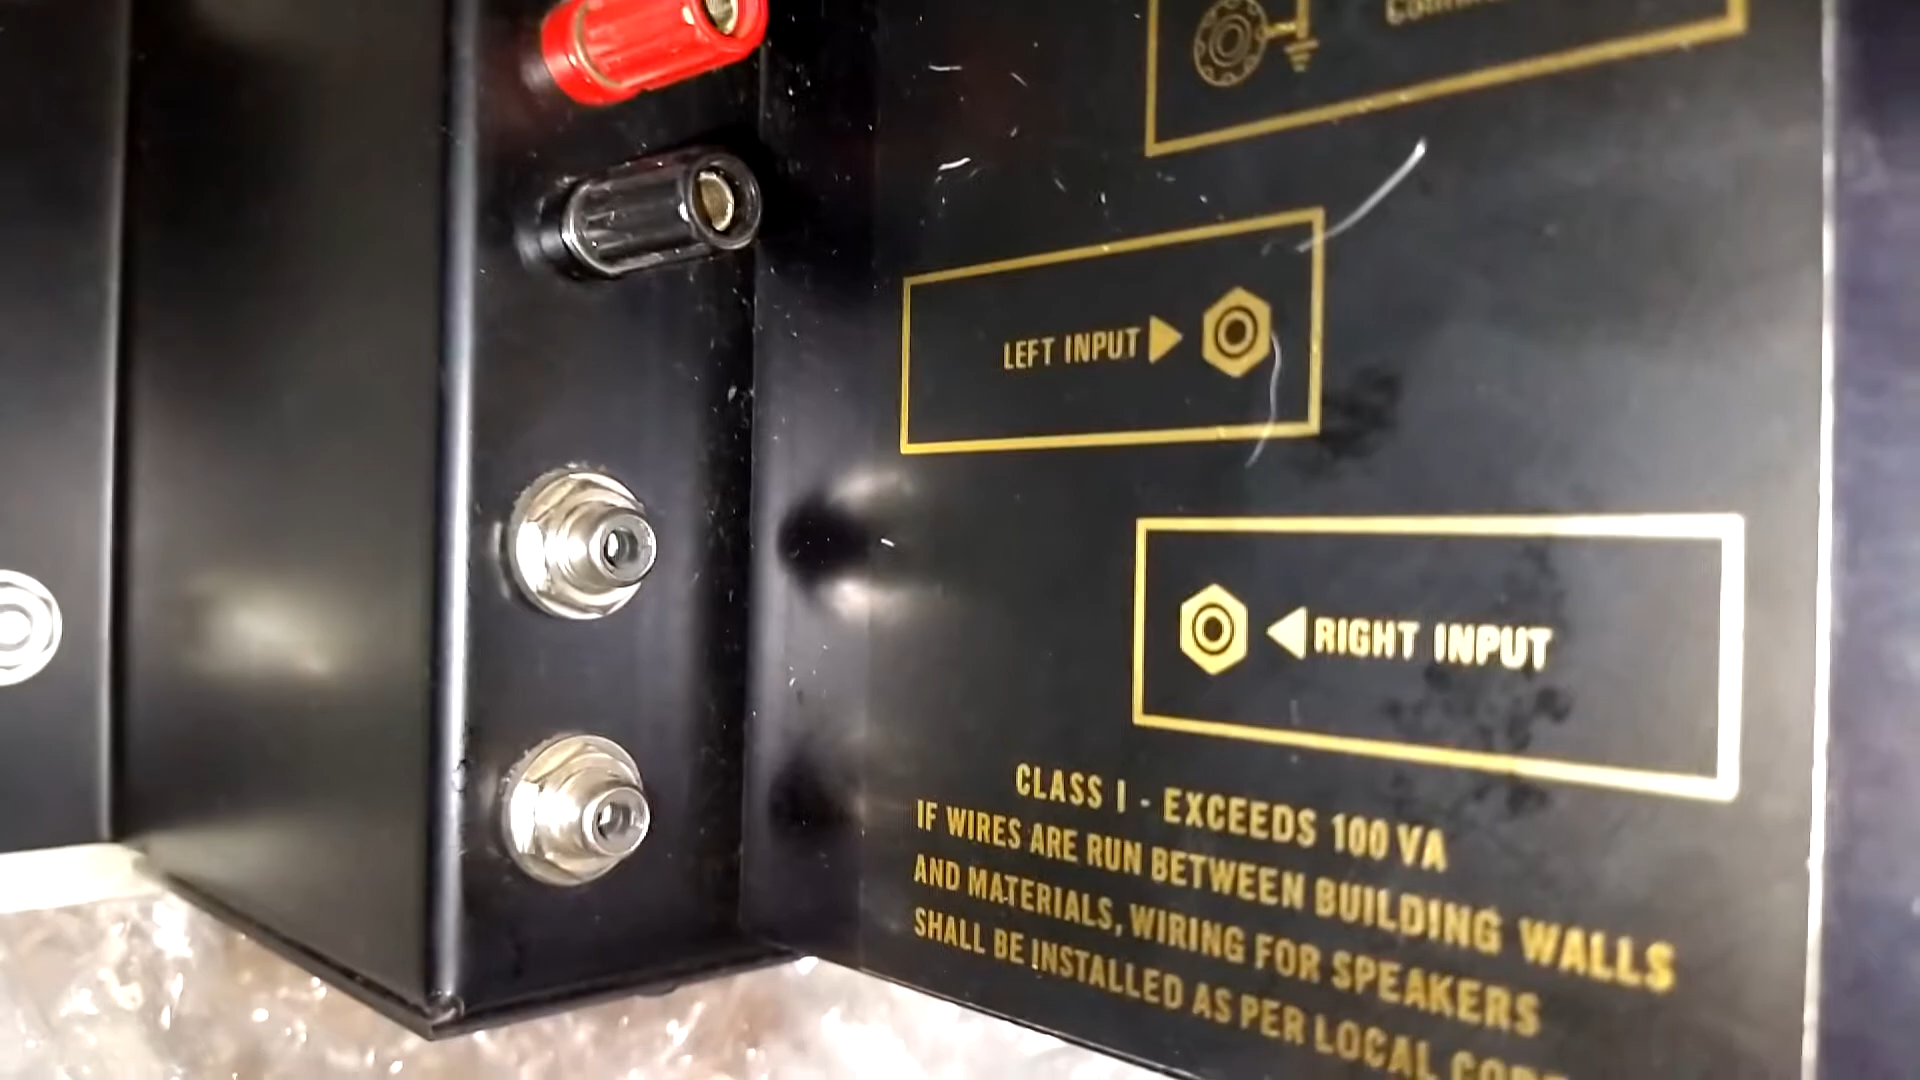 LEFT INPUT
RIGHT INPUT
CLASS I - EXCEEDS 100 VA
IF WIRES ARE RUN BETWEEN BUILDING WALLS
AND MATERIALS, WIRING FOR SPEAKERS
SHALL BE INSTALLED AS PER LOCAL